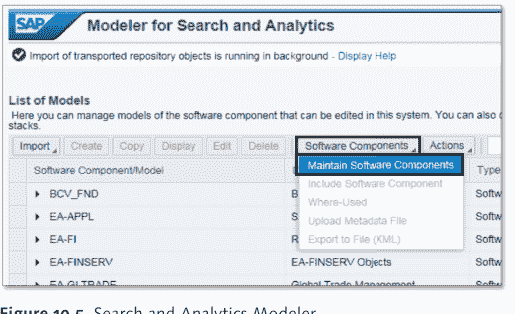 SAP Modeler for Search and Analytics
Import of transported repository objects is running in background - Display Help
List of Models
Here you can manage models of the software component that can be edited in this system. You can also
stacks.
Import Create Copy Display Edit Delete Software Components Actions
Software Component/Model Type
Maintain Software Components
BCV_FND B Softw
Include Software Component
EA-APPL S Softw
Where-Used
Upload Metadata File
EA-FI R Softw
Export to File (KML)
EA-FINSERV EA-FINSERV Objects Softw
EA-GLTRADE Global Trade Management Softw
Figure 10.5 Search and Analytics Modeler